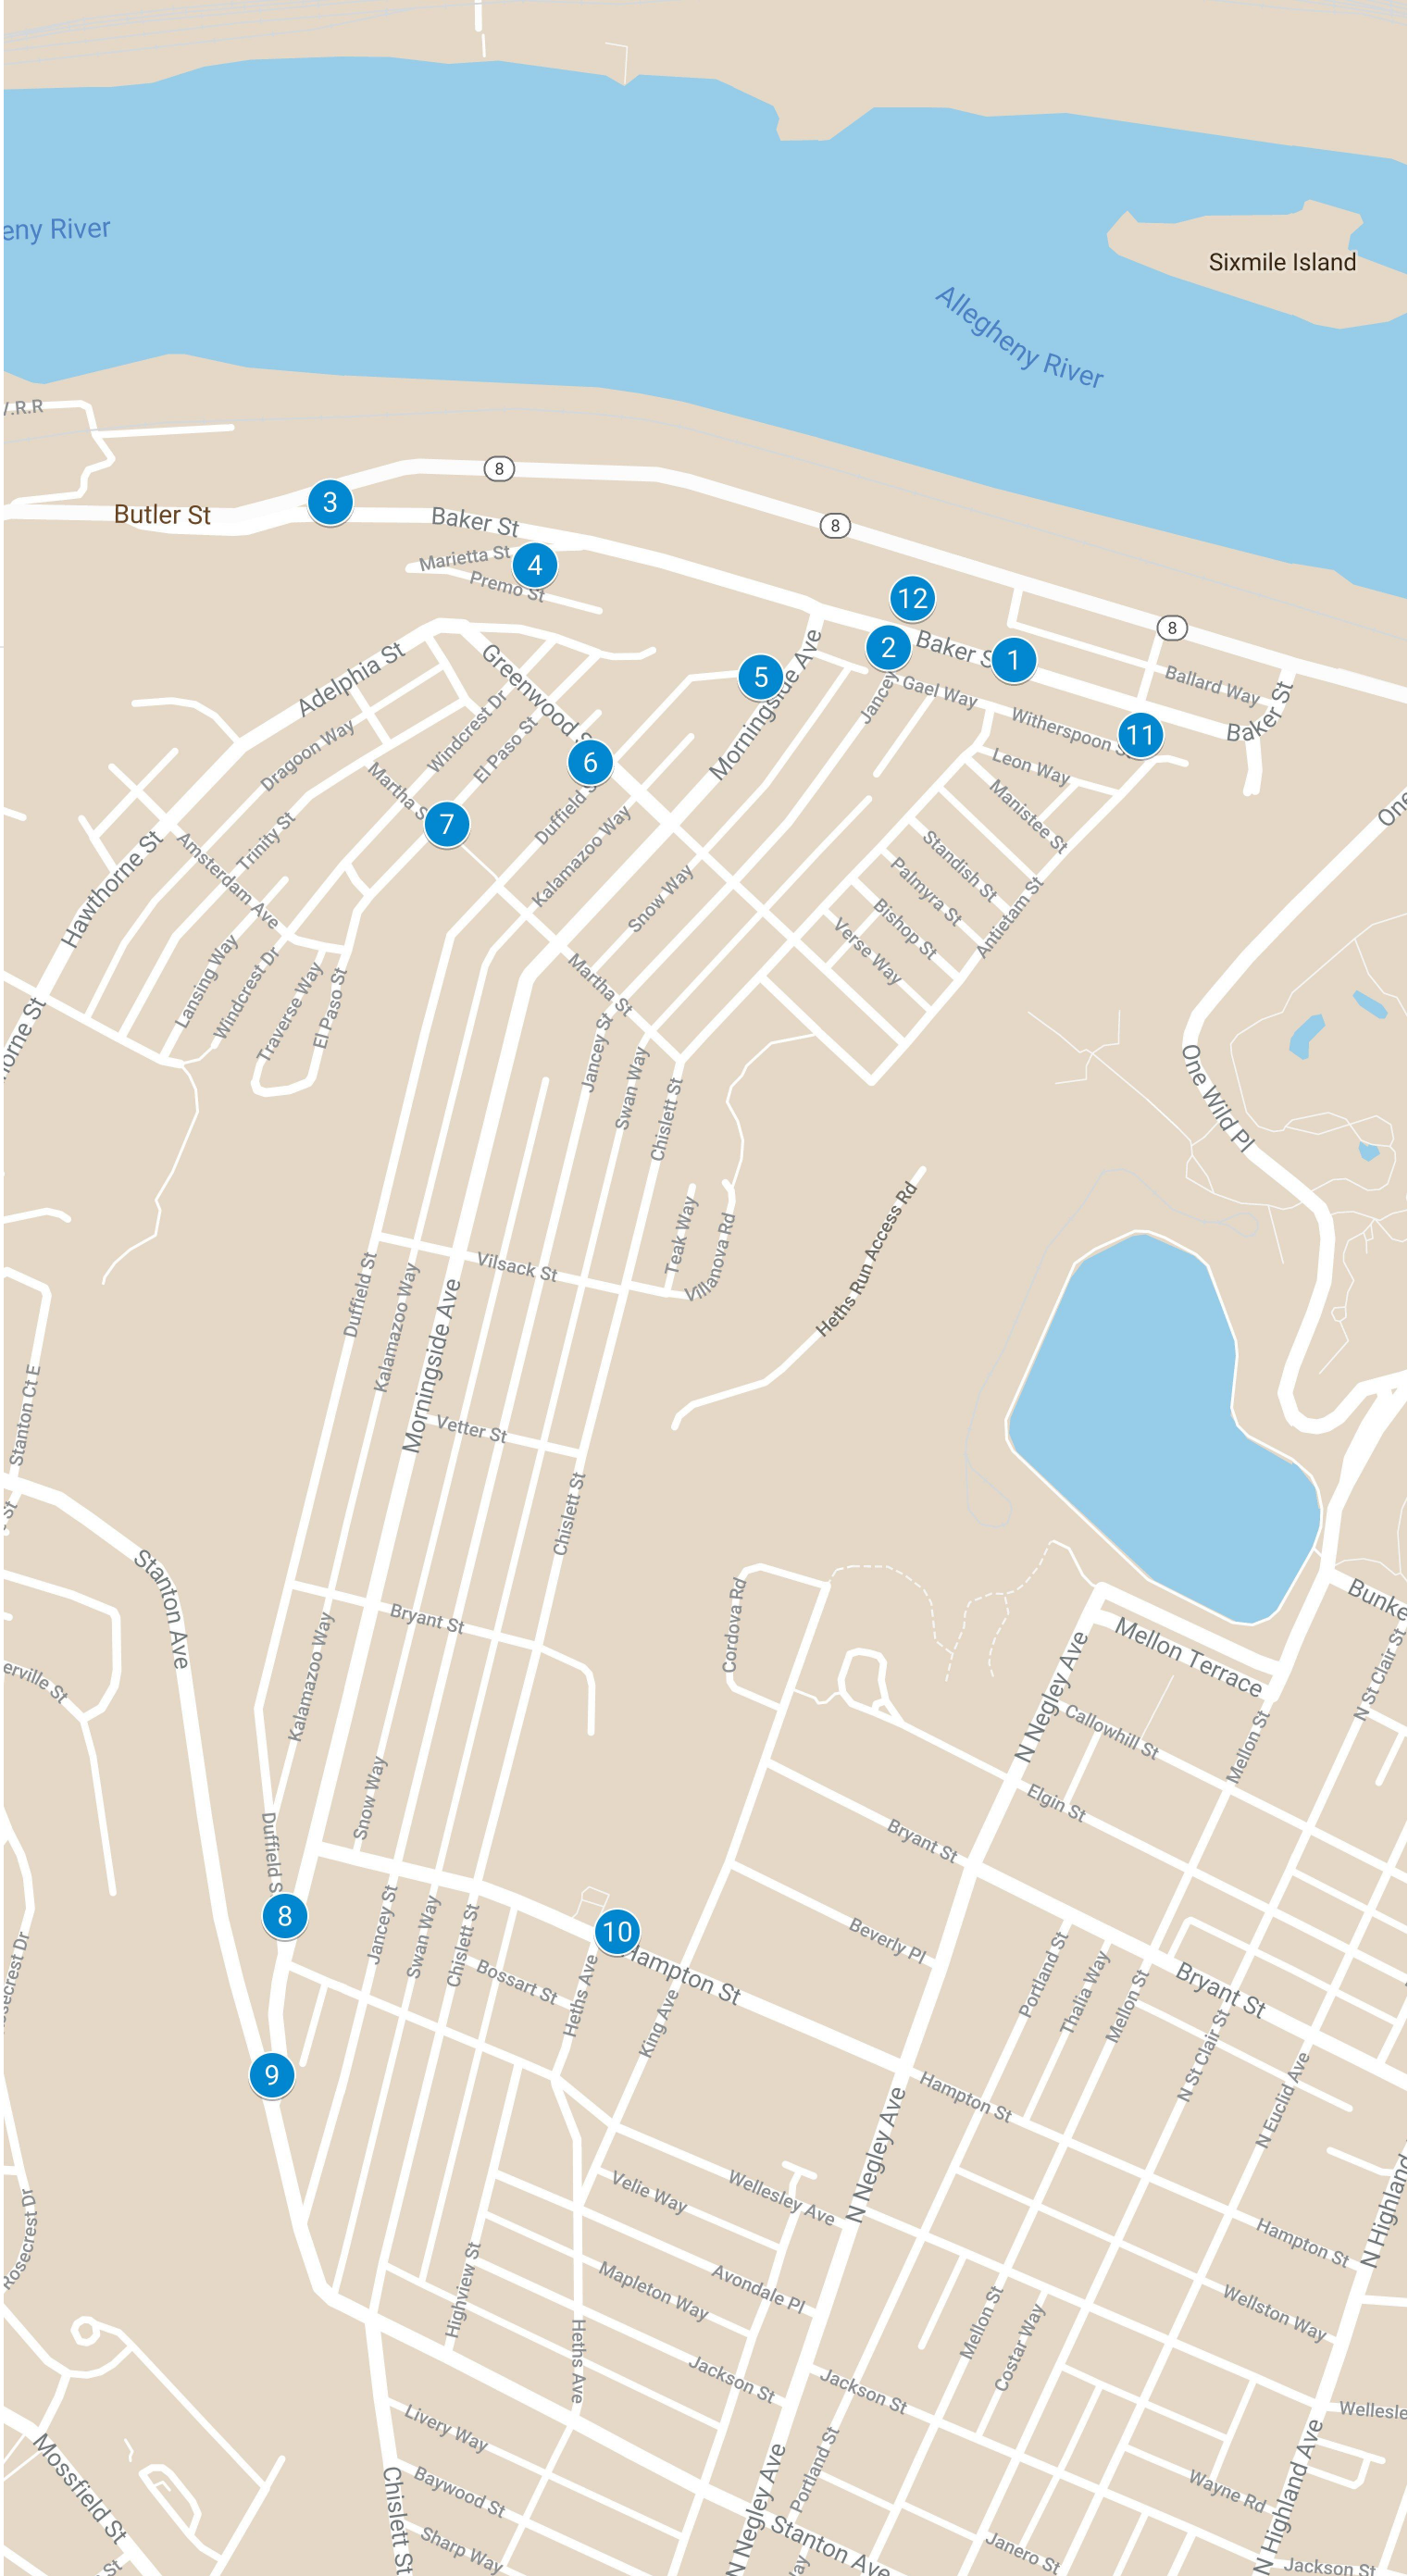 eny River
Sixmile Island
Allegheny River
V.R.R
8
3
Butler St
Baker St
8
Marietta St
4
Premo St
12
8
2
Baker S
1
Adelphia St
Greenwood S
5
Morningside Ave
Jancey
Gael Way
Ballard Way
Witherspoon S
11
Baker St
Windcrest Dr
Dragoon Way
El Paso St
6
Leon Way
Martha S
7
Manistee St
One
Duffield S
Kalamazoo Way
Trinity St
Hawthorne St
Amsterdam Ave
Snow Way
Standish St
Palmyra St
Bishop St
Antietam St
Verse Way
Lansing Way
Windcrest Dr
Traverse Way
El Paso St
Martha St
orne St
Jancey St
Swan Way
Chislett St
One Wild Pl
Teak Way
Villanova Rd
Heths Run Access Rd
Vilsack St
Duffield St
Kalamazoo Way
Morningside Ave
Stanton Ct E
Vetter St
Chislett St
St
Stanton Ave
Bryant St
Cordova Rd
Bunke
Mellon Terrace
N Negley Ave
N St Clair St
erville St
Kalamazoo Way
Callowhill St
Mellon St
Snow Way
Elgin St
Duffield S
Bryant St
8
Jancey St
Swan Way
Chislett St
10
Hampton St
Beverly Pl
Portland St
Thalia Way
Mellon St
Bryant St
secrest Dr
Bossart St
Heths Ave
King Ave
N St Clair St
9
Hampton St
N Euclid Ave
N Negley Ave
Velie Way
Wellesley Ave
Rosecrest Dr
Highview St
Mapleton Way
Avondale Pl
Hampton St
N Highland
Wellston Way
Mellon St
Costar Way
Heths Ave
Jackson St
Jackson St
Wellesle
Livery Way
Mossfield St
Chislett St
Baywood St
N Negley Ave
Portland St
Wayne Rd
N Highland Ave
Sharp Way
Stanton Ave
Janero St
Jackson St
St
ay